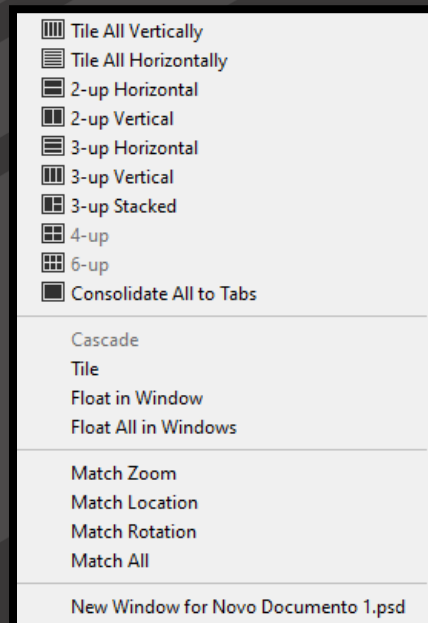 Tile All Vertically
Tile All Horizontally
2-up Horizontal
2-up Vertical
3-up Horizontal
3-up Vertical
3-up Stacked
4-up
6-up
Consolidate All to Tabs
Cascade
Tile
Float in Window
Float All in Windows
Match Zoom
Match Location
Match Rotation
Match All
New Window for Novo Documento 1.psd